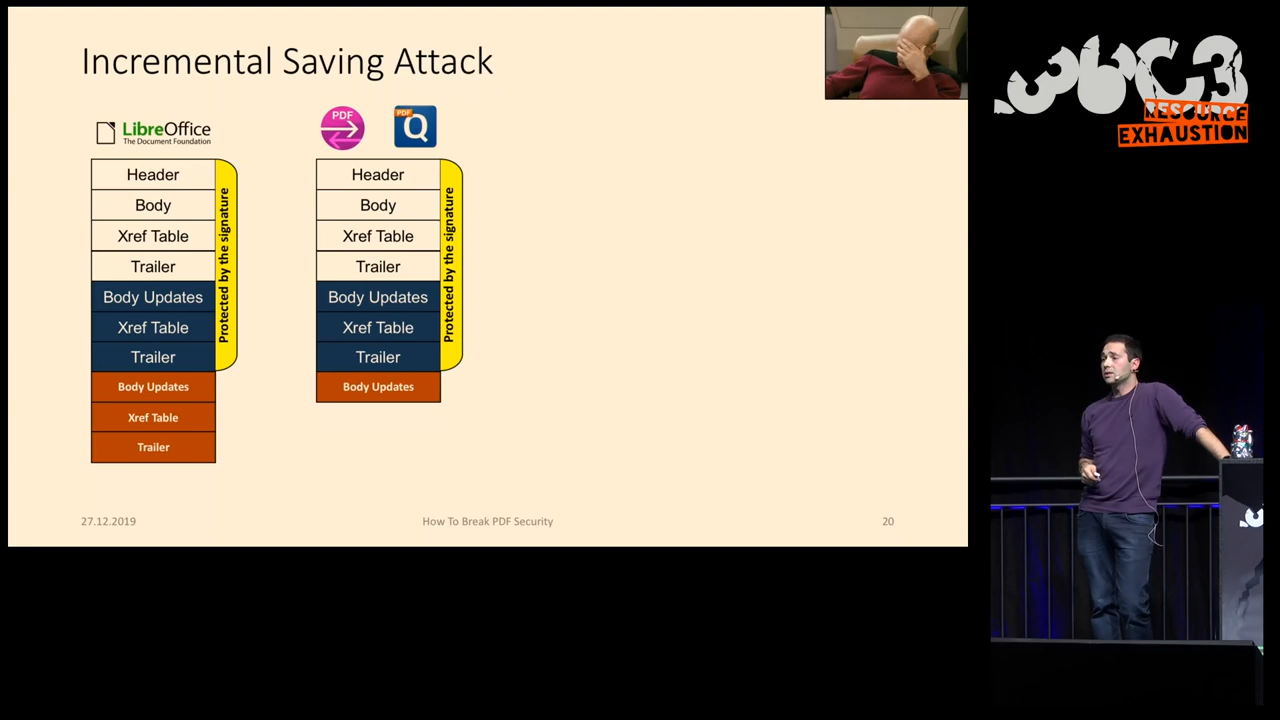 Incremental Saving Attack
LibreOffice
The Document Foundation
Header
Body
Xref Table
Trailer
Body Updates
Xref Table
Trailer
Body Updates
Xref Table
Trailer
Protected by the signature
PDF
PDF
Q
Header
Body
Xref Table
Trailer
Body Updates
Xref Table
Trailer
Body Updates
Protected by the signature
27.12.2019
How To Break PDF Security
20
36C3
RESOURCE
EXHAUSTION